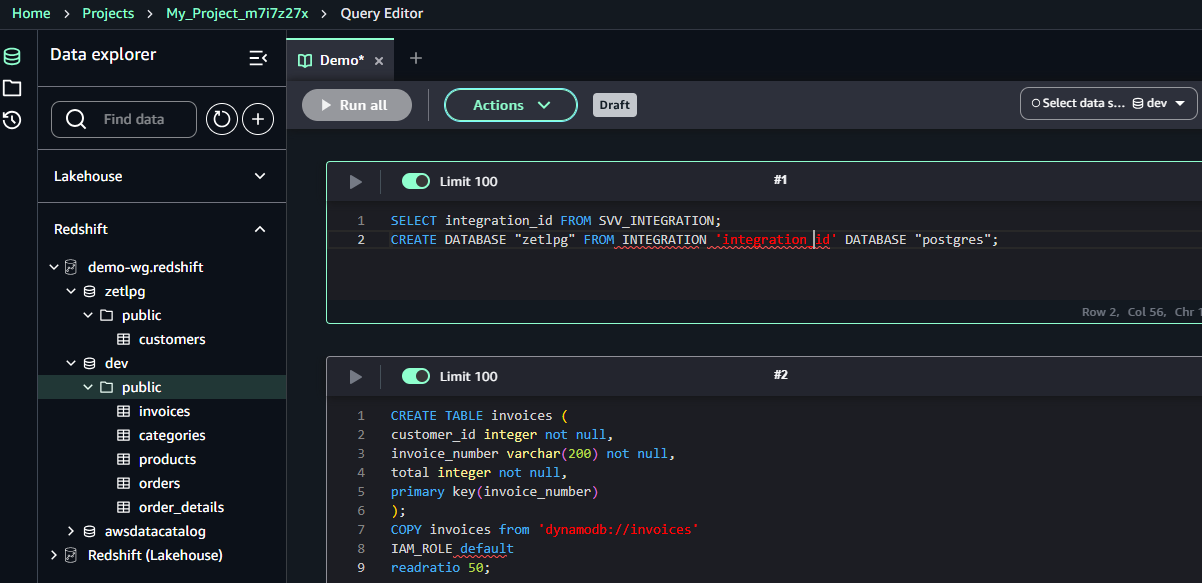 Home > Projects > My_Project_m7i7z27x > Query Editor
Data explorer
Find data
Lakehouse
Redshift
demo-wg.redshift
zetlpg
public
customers
dev
public
invoices
categories
products
orders
order_details
awsdatacatalog
Redshift (Lakehouse)
Demo* × +
Run all Actions Draft Select data s... dev
Limit 100 #1
1 SELECT integration_id FROM SVV_INTEGRATION;
2 CREATE DATABASE "zetlpg" FROM INTEGRATION 'integration_id' DATABASE "postgres";
Row 2, Col 56, Chr
Limit 100 #2
1 CREATE TABLE invoices (
2 customer_id integer not null,
3 invoice_number varchar(200) not null,
4 total integer not null,
5 primary key(invoice_number)
6 );
7 COPY invoices from 'dynamodb://invoices'
8 IAM_ROLE default
9 readratio 50;